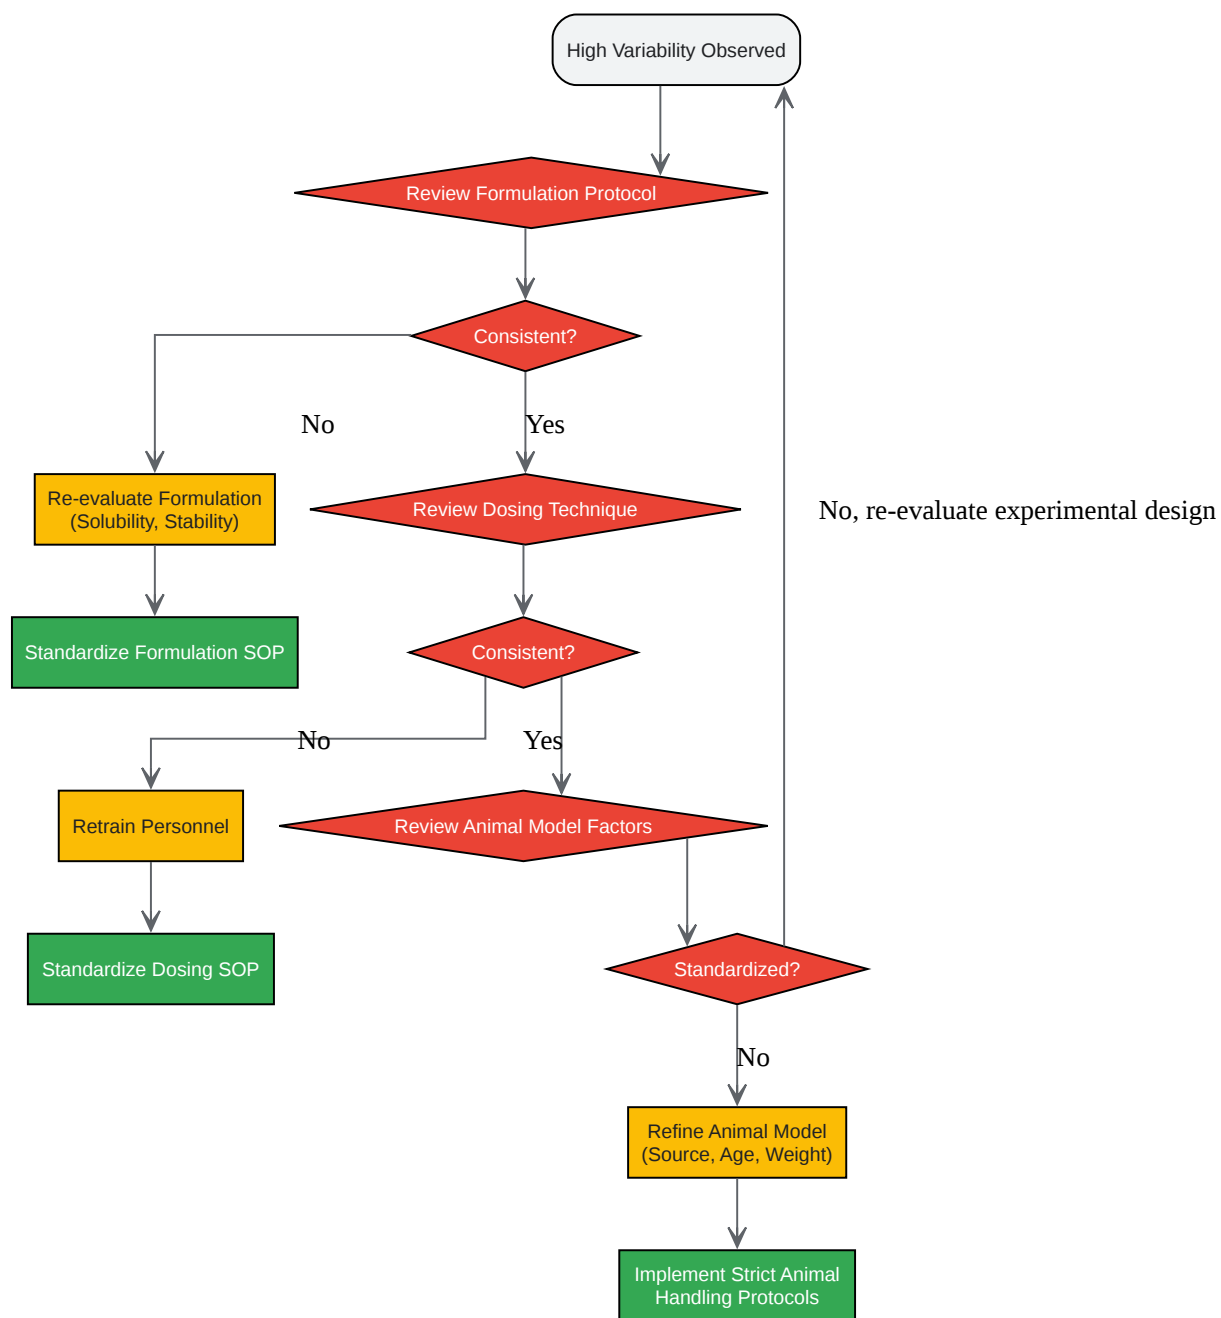 High Variability Observed
Review Formulation Protocol
Consistent?
No
Yes
Re-evaluate Formulation
(Solubility, Stability)
Review Dosing Technique
No, re-evaluate experimental design
Standardize Formulation SOP
Consistent?
No
Yes
Retrain Personnel
Review Animal Model Factors
Standardize Dosing SOP
Standardized?
No
Refine Animal Model
(Source, Age, Weight)
Implement Strict Animal
Handling Protocols